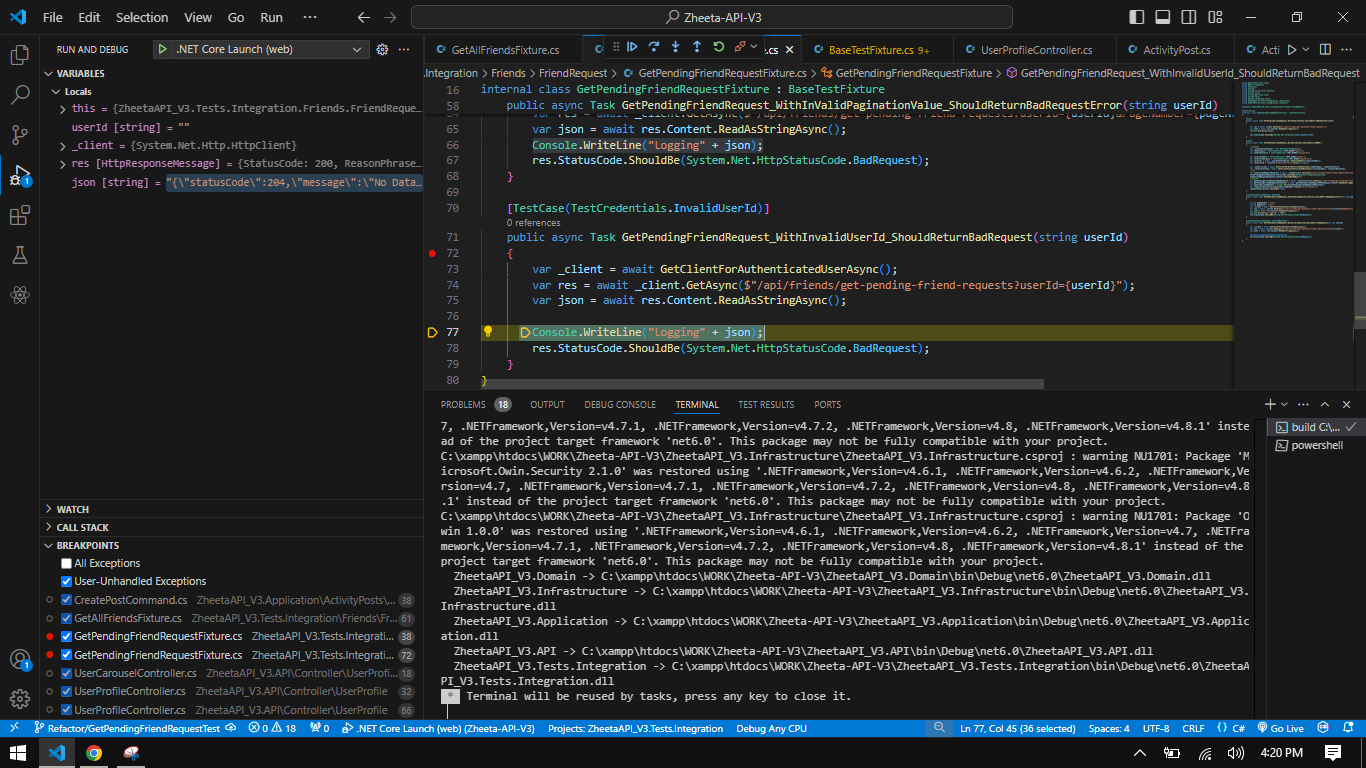 File Edit Selection View Go Run ··· Zheeta-API-V3
RUN AND DEBUG .NET Core Launch (web) ···
VARIABLES
Locals
this = {ZheetaAPI_V3.Tests.Integration.Friends.FriendReque…
userId [string] = ""
_client = {System.Net.Http.HttpClient}
res [HttpResponseMessage] = {StatusCode: 200, ReasonPhrase…
json [string] = "{\"statusCode\":204,\"message\":\"No Data…
WATCH
CALL STACK
BREAKPOINTS
All Exceptions
User-Unhandled Exceptions
CreatePostCommand.cs ZheetaAPI_V3.Application\ActivityPosts\... 38
GetAllFriendsFixture.cs ZheetaAPI_V3.Tests.Integration\Friends\Fr... 61
GetPendingFriendRequestFixture.cs ZheetaAPI_V3.Tests.Integrati... 38
GetPendingFriendRequestFixture.cs ZheetaAPI_V3.Tests.Integrati... 72
UserCarouselController.cs ZheetaAPI_V3.API\Controller\UserProfi... 18
UserProfileController.cs ZheetaAPI_V3.API\Controller\UserProfile 32
UserProfileController.cs ZheetaAPI_V3.API\Controller\UserProfile 66
GetAllFriendsFixture.cs .cs BaseTestFixture.cs 9+ UserProfileController.cs ActivityPost.cs Acti
.Integration > Friends > FriendRequest > GetPendingFriendRequestFixture.cs > GetPendingFriendRequestFixture > GetPendingFriendRequest_WithInvalidUserId_ShouldReturnBadRequest
16 internal class GetPendingFriendRequestFixture : BaseTestFixture
58 public async Task GetPendingFriendRequest_WithInvalidPaginationValue_ShouldReturnBadRequestError(string userId)
65 var json = await res.Content.ReadAsStringAsync();
66 Console.WriteLine("Logging" + json);
67 res.StatusCode.ShouldBe(System.Net.HttpStatusCode.BadRequest);
68 }
69
70 [TestCase(TestCredentials.InvalidUserId)]
0 references
71 public async Task GetPendingFriendRequest_WithInvalidUserId_ShouldReturnBadRequest(string userId)
72 {
73 var _client = await GetClientForAuthenticatedUserAsync();
74 var res = await _client.GetAsync($"/api/friends/get-pending-friend-requests?userId={userId}");
75 var json = await res.Content.ReadAsStringAsync();
76
77 Console.WriteLine("Logging" + json);
78 res.StatusCode.ShouldBe(System.Net.HttpStatusCode.BadRequest);
79 }
80 }
PROBLEMS 18 OUTPUT DEBUG CONSOLE TERMINAL TEST RESULTS PORTS
7, .NETFramework,Version=v4.7.1, .NETFramework,Version=v4.7.2, .NETFramework,Version=v4.8, .NETFramework,Version=v4.8.1' inste
ad of the project target framework 'net6.0'. This package may not be fully compatible with your project.
C:\xampp\htdocs\WORK\Zheeta-API-V3\ZheetaAPI_V3.Infrastructure\ZheetaAPI_V3.Infrastructure.csproj : warning NU1701: Package 'M
icrosoft.Owin.Security 2.1.0' was restored using '.NETFramework,Version=v4.6.1, .NETFramework,Version=v4.6.2, .NETFramework,Ve
rsion=v4.7, .NETFramework,Version=v4.7.1, .NETFramework,Version=v4.7.2, .NETFramework,Version=v4.8, .NETFramework,Version=v4.8
.1' instead of the project target framework 'net6.0'. This package may not be fully compatible with your project.
C:\xampp\htdocs\WORK\Zheeta-API-V3\ZheetaAPI_V3.Infrastructure\ZheetaAPI_V3.Infrastructure.csproj : warning NU1701: Package 'O
win 1.0.0' was restored using '.NETFramework,Version=v4.6.1, .NETFramework,Version=v4.6.2, .NETFramework,Version=v4.7, .NETFra
mework,Version=v4.7.1, .NETFramework,Version=v4.7.2, .NETFramework,Version=v4.8, .NETFramework,Version=v4.8.1' instead of the
project target framework 'net6.0'. This package may not be fully compatible with your project.
ZheetaAPI_V3.Domain -> C:\xampp\htdocs\WORK\Zheeta-API-V3\ZheetaAPI_V3.Domain\bin\Debug\net6.0\ZheetaAPI_V3.Domain.dll
ZheetaAPI_V3.Infrastructure -> C:\xampp\htdocs\WORK\Zheeta-API-V3\ZheetaAPI_V3.Infrastructure\bin\Debug\net6.0\ZheetaAPI_V3.
Infrastructure.dll
ZheetaAPI_V3.Application -> C:\xampp\htdocs\WORK\Zheeta-API-V3\ZheetaAPI_V3.Application\bin\Debug\net6.0\ZheetaAPI_V3.Applic
ation.dll
ZheetaAPI_V3.API -> C:\xampp\htdocs\WORK\Zheeta-API-V3\ZheetaAPI_V3.API\bin\Debug\net6.0\ZheetaAPI_V3.API.dll
ZheetaAPI_V3.Tests.Integration -> C:\xampp\htdocs\WORK\Zheeta-API-V3\ZheetaAPI_V3.Tests.Integration\bin\Debug\net6.0\ZheetaA
PI_V3.Tests.Integration.dll
* Terminal will be reused by tasks, press any key to close it.
build C:\...
powershell
Refactor/GetPendingFriendRequestTest 0 18 0 .NET Core Launch (web) (Zheeta-API-V3) Projects: ZheetaAPI_V3.Tests.Integration Debug Any CPU Ln 77, Col 45 (36 selected) Spaces: 4 UTF-8 CRLF {} C# Go Live
4:20 PM